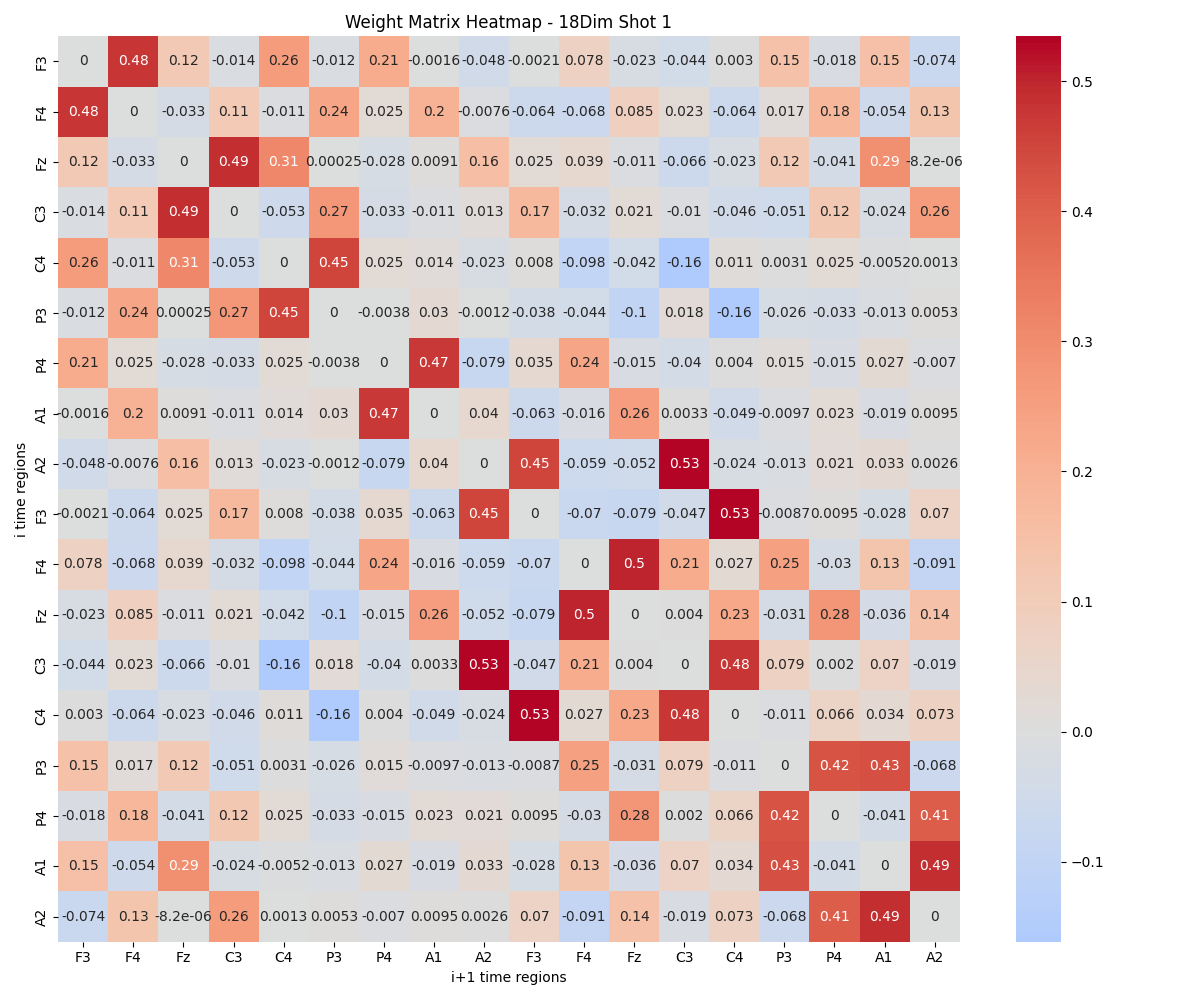 Weight Matrix Heatmap - 18Dim Shot 1
F3 0 0.48 0.12 -0.014 0.26 -0.012 0.21 -0.0016 -0.048 -0.0021 0.078 -0.023 -0.044 0.003 0.15 -0.018 0.15 -0.074
F4 0.48 0 -0.033 0.11 -0.011 0.24 0.025 0.2 -0.0076 -0.064 -0.068 0.085 0.023 -0.064 0.017 0.18 -0.054 0.13
Fz 0.12 -0.033 0 0.49 0.31 0.00025 -0.028 0.0091 0.16 0.025 0.039 -0.011 -0.066 -0.023 0.12 -0.041 0.29 -8.2e-06
C3 -0.014 0.11 0.49 0 -0.053 0.27 -0.033 -0.011 0.013 0.17 -0.032 0.021 -0.01 -0.046 -0.051 0.12 -0.024 0.26
C4 0.26 -0.011 0.31 -0.053 0 0.45 0.025 0.014 -0.023 0.008 -0.098 -0.042 -0.16 0.011 0.0031 0.025 -0.0052 0.0013
P3 -0.012 0.24 0.00025 0.27 0.45 0 -0.0038 0.03 -0.0012 -0.038 -0.044 -0.1 0.018 -0.16 -0.026 -0.033 -0.013 0.0053
P4 0.21 0.025 -0.028 -0.033 0.025 -0.0038 0 0.47 -0.079 0.035 0.24 -0.015 -0.04 0.004 0.015 -0.015 0.027 -0.007
A1 -0.0016 0.2 0.0091 -0.011 0.014 0.03 0.47 0 0.04 -0.063 -0.016 0.26 0.0033 -0.049 -0.0097 0.023 -0.019 0.0095
A2 -0.048 -0.0076 0.16 0.013 -0.023 -0.0012 -0.079 0.04 0 0.45 -0.059 -0.052 0.53 -0.024 -0.013 0.021 0.033 0.0026
F3 -0.0021 -0.064 0.025 0.17 0.008 -0.038 0.035 -0.063 0.45 0 -0.07 -0.079 -0.047 0.53 -0.0087 0.0095 -0.028 0.07
F4 0.078 -0.068 0.039 -0.032 -0.098 -0.044 0.24 -0.016 -0.059 -0.07 0 0.5 0.21 0.027 0.25 -0.03 0.13 -0.091
Fz -0.023 0.085 -0.011 0.021 -0.042 -0.1 -0.015 0.26 -0.052 -0.079 0.5 0 0.004 0.23 -0.031 0.28 -0.036 0.14
C3 -0.044 0.023 -0.066 -0.01 -0.16 0.018 -0.04 0.0033 0.53 -0.047 0.21 0.004 0 0.48 0.079 0.002 0.07 -0.019
C4 0.003 -0.064 -0.023 -0.046 0.011 -0.16 0.004 -0.049 -0.024 0.53 0.027 0.23 0.48 0 -0.011 0.066 0.034 0.073
P3 0.15 0.017 0.12 -0.051 0.0031 -0.026 0.015 -0.0097 -0.013 -0.0087 0.25 -0.031 0.079 -0.011 0 0.42 0.43 -0.068
P4 -0.018 0.18 -0.041 0.12 0.025 -0.033 -0.015 0.023 0.021 0.0095 -0.03 0.28 0.002 0.066 0.42 0 -0.041 0.41
A1 0.15 -0.054 0.29 -0.024 -0.0052 -0.013 0.027 -0.019 0.033 -0.028 0.13 -0.036 0.07 0.034 0.43 -0.041 0 0.49
A2 -0.074 0.13 -8.2e-06 0.26 0.0013 0.0053 -0.007 0.0095 0.0026 0.07 -0.091 0.14 -0.019 0.073 -0.068 0.41 0.49 0
F3 F4 Fz C3 C4 P3 P4 A1 A2 F3 F4 Fz C3 C4 P3 P4 A1 A2
i+1 time regions
i time regions
0.5
0.4
0.3
0.2
0.1
0.0
−0.1